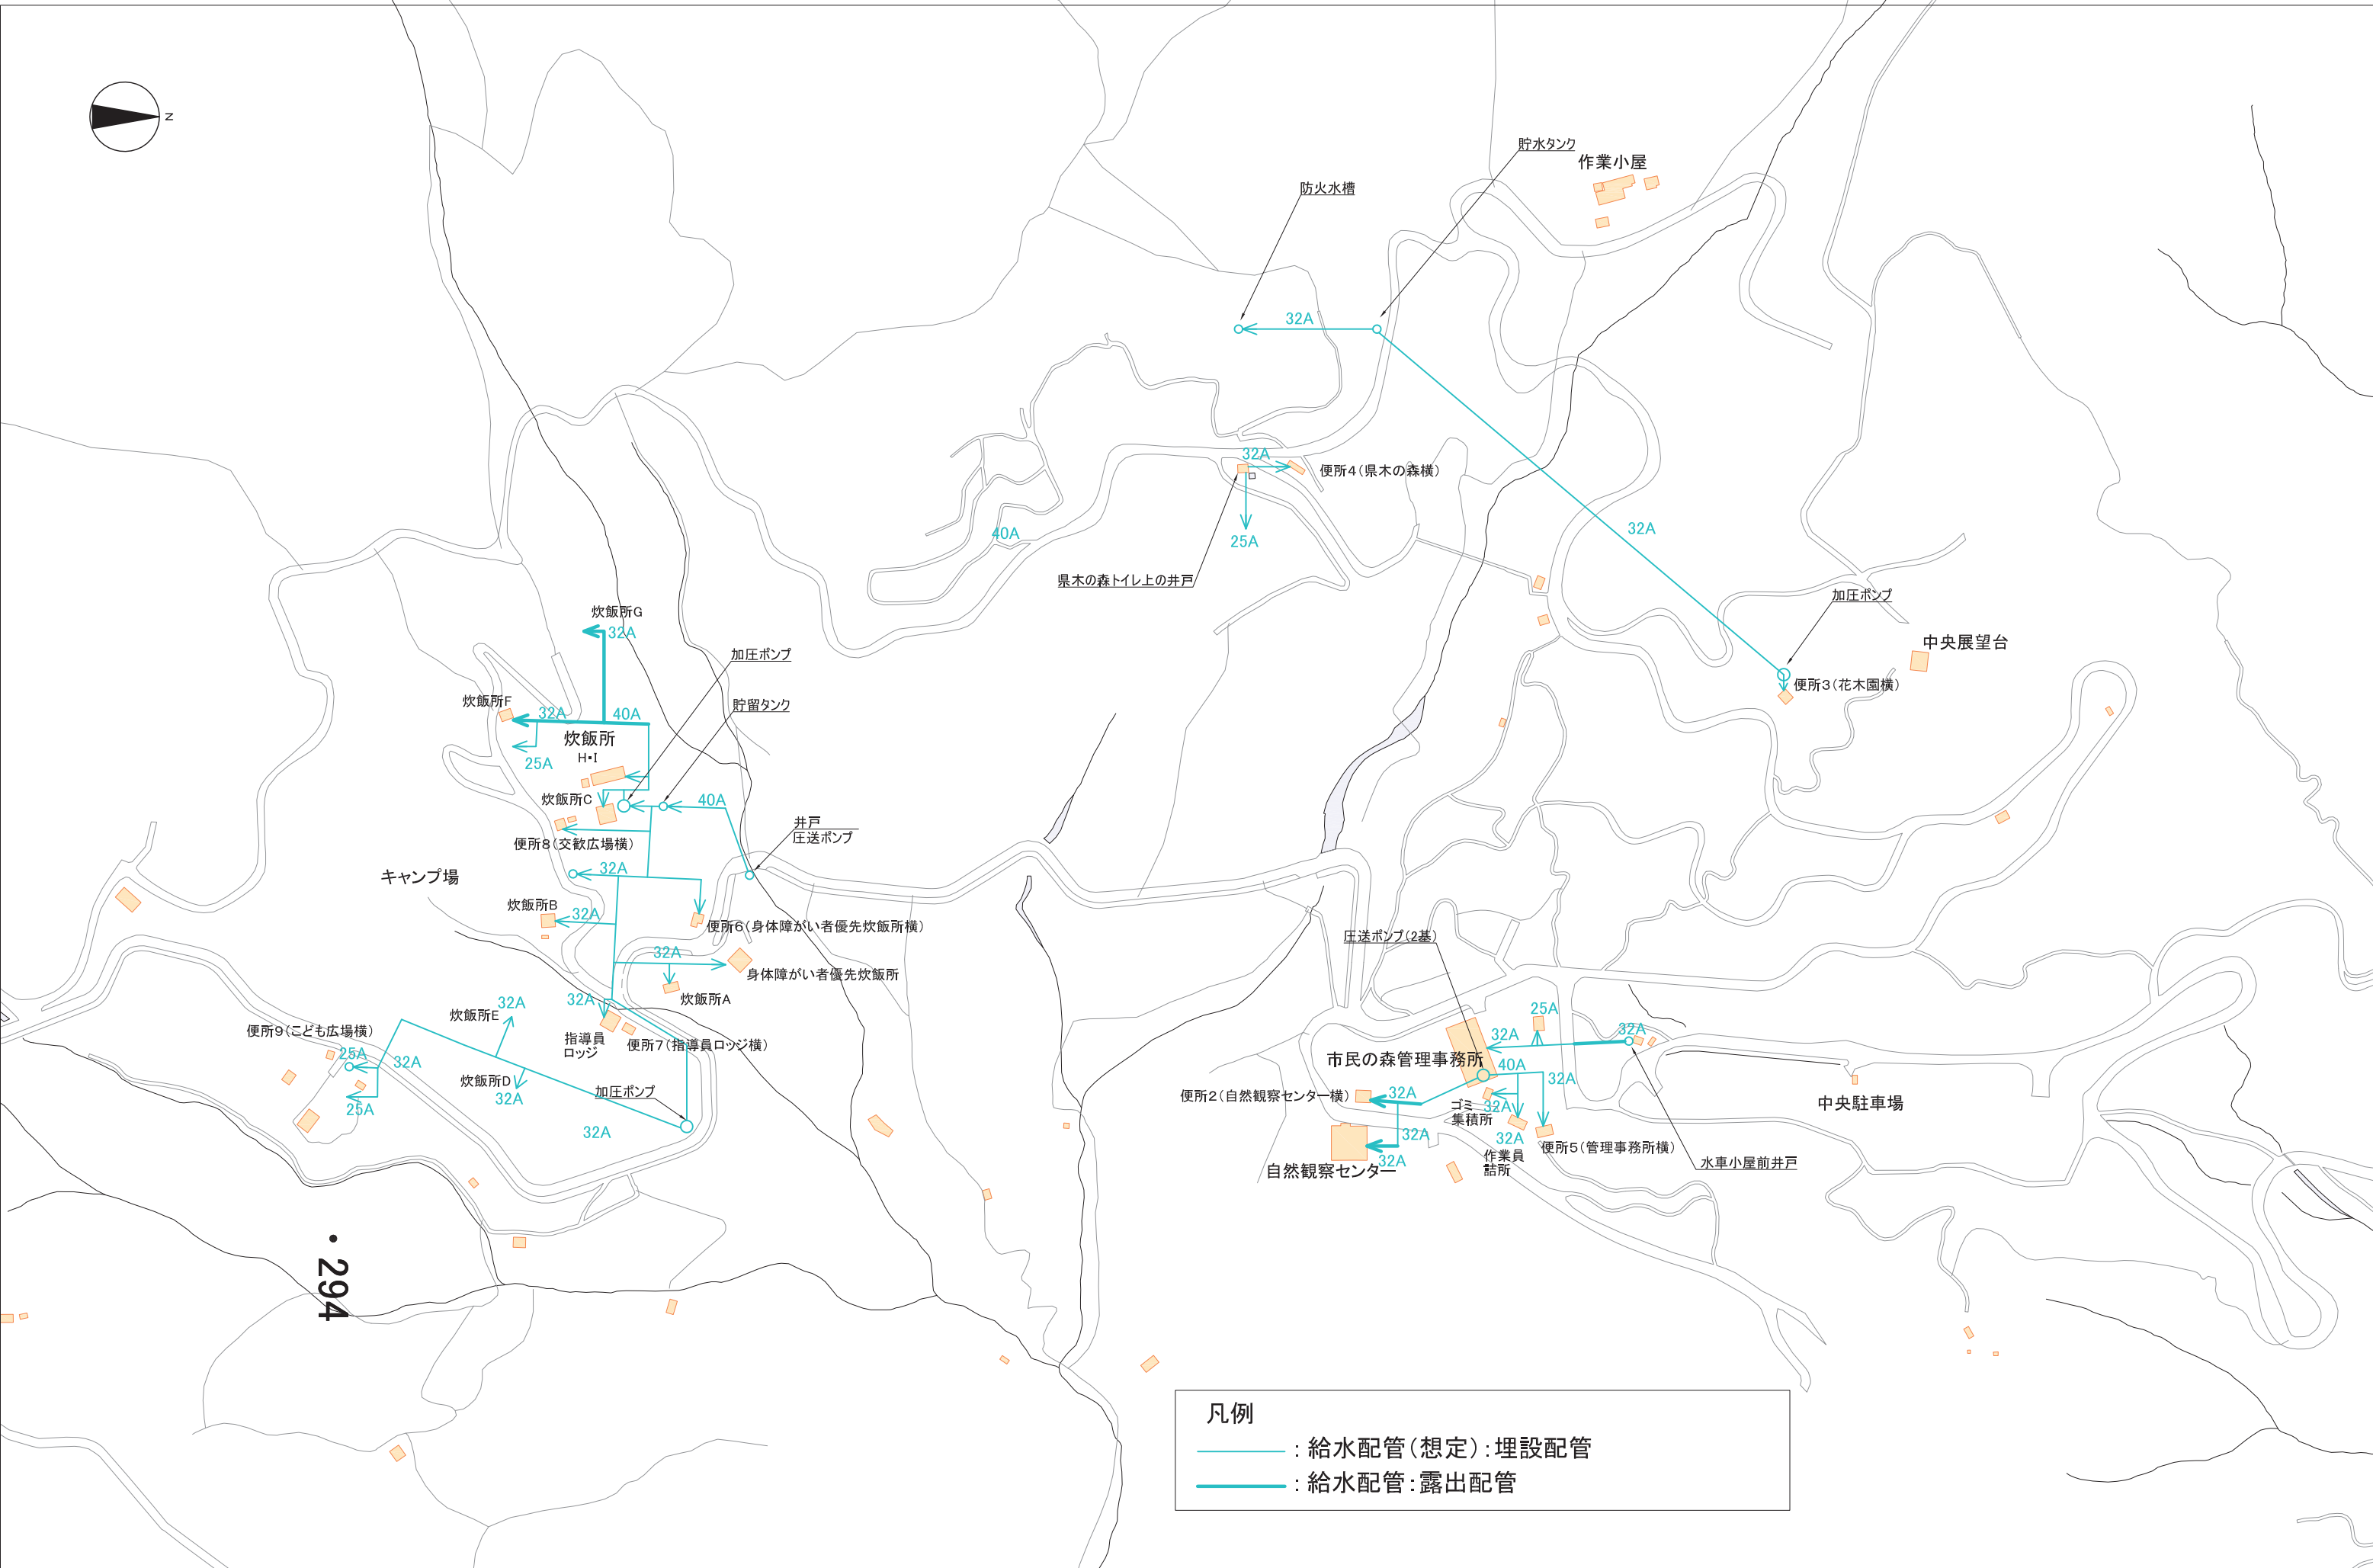 N
貯水タンク
作業小屋
防火水槽
32A
32A
便所4（県木の森横）
40A
25A
32A
県木の森トイレ上の井戸
加圧ポンプ
中央展望台
便所3（花木園横）
炊飯所G
32A
加圧ポンプ
炊飯所F
32A
40A
貯留タンク
炊飯所
H・I
25A
炊飯所C
40A
井戸
圧送ポンプ
便所8（交歓広場横）
キャンプ場
32A
炊飯所B
32A
便所6（身体障がい者優先炊飯所横）
32A
身体障がい者優先炊飯所
32A
炊飯所A
炊飯所E
32A
便所9（こども広場横）
指導員
ロッジ
便所7（指導員ロッジ横）
25A
32A
炊飯所D
32A
加圧ポンプ
25A
32A
圧送ポンプ（2基）
25A
32A
32A
市民の森管理事務所
40A
32A
便所2（自然観察センター横）
32A
ゴミ
集積所
32A
32A
32A
作業員
詰所
便所5（管理事務所横）
32A
自然観察センター
水車小屋前井戸
中央駐車場
・294
凡例
：給水配管（想定）：埋設配管
：給水配管：露出配管